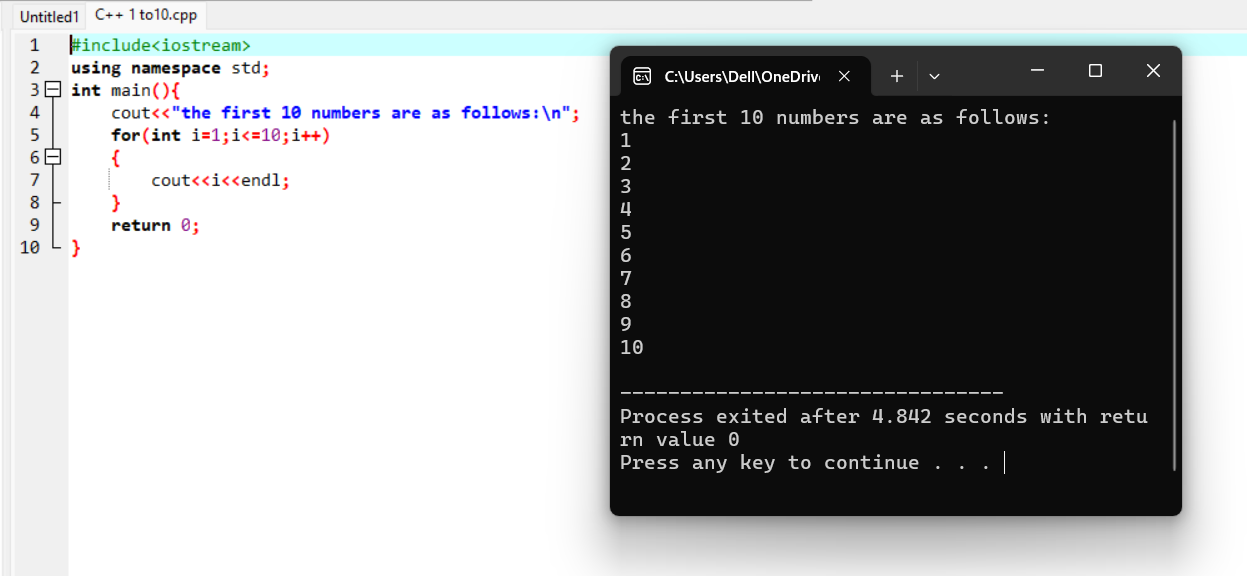 Untitled1 C++ 1 to10.cpp
1 #include<iostream>
2 using namespace std;
3 int main(){
4 cout<<"the first 10 numbers are as follows:\n";
5 for(int i=1;i<=10;i++)
6 {
7 cout<<i<<endl;
8 }
9 return 0;
10 }
C:\Users\Dell\OneDriv
the first 10 numbers are as follows:
1
2
3
4
5
6
7
8
9
10
--------------------------------
Process exited after 4.842 seconds with retu
rn value 0
Press any key to continue . . .